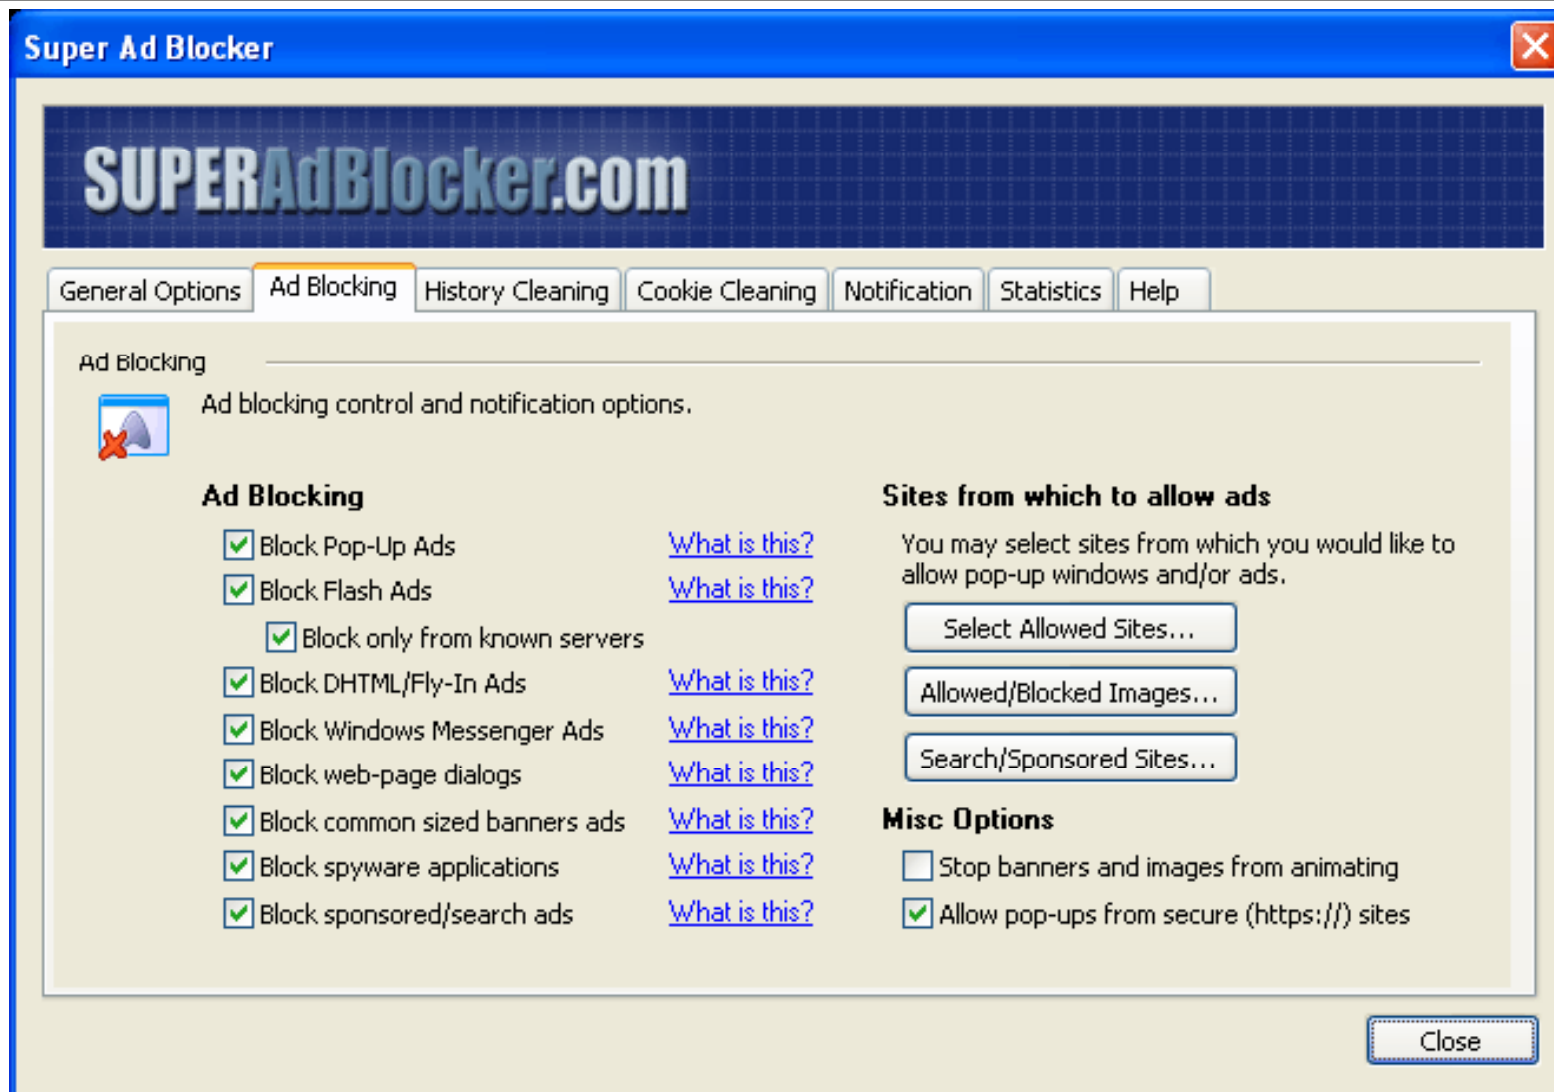 Super Ad Blocker
SUPERAdBlocker.com
General Options Ad Blocking History Cleaning Cookie Cleaning Notification Statistics Help
Ad Blocking
Ad blocking control and notification options.
Ad Blocking
Block Pop-Up Ads What is this?
Block Flash Ads What is this?
Block only from known servers
Block DHTML/Fly-In Ads What is this?
Block Windows Messenger Ads What is this?
Block web-page dialogs What is this?
Block common sized banners ads What is this?
Block spyware applications What is this?
Block sponsored/search ads What is this?
Sites from which to allow ads
You may select sites from which you would like to
allow pop-up windows and/or ads.
Select Allowed Sites...
Allowed/Blocked Images...
Search/Sponsored Sites...
Misc Options
Stop banners and images from animating
Allow pop-ups from secure (https://) sites
Close